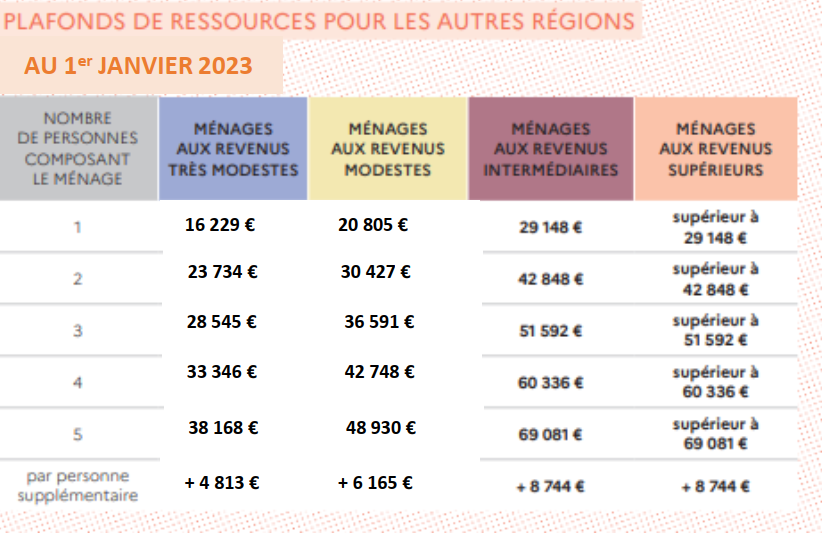 PLAFONDS DE RESSOURCES POUR LES AUTRES RÉGIONS
AU 1er JANVIER 2023
NOMBRE
DE PERSONNES
COMPOSANT
LE MÉNAGE
MÉNAGES
AUX REVENUS
TRÈS MODESTES
MÉNAGES
AUX REVENUS
MODESTES
MÉNAGES
AUX REVENUS
INTERMÉDIAIRES
MÉNAGES
AUX REVENUS
SUPÉRIEURS
1 16 229 € 20 805 € 29 148 € supérieur à
29 148 €
2 23 734 € 30 427 € 42 848 € supérieur à
42 848 €
3 28 545 € 36 591 € 51 592 € supérieur à
51 592 €
4 33 346 € 42 748 € 60 336 € supérieur à
60 336 €
5 38 168 € 48 930 € 69 081 € supérieur à
69 081 €
par personne
supplémentaire + 4 813 € + 6 165 € + 8 744 € + 8 744 €